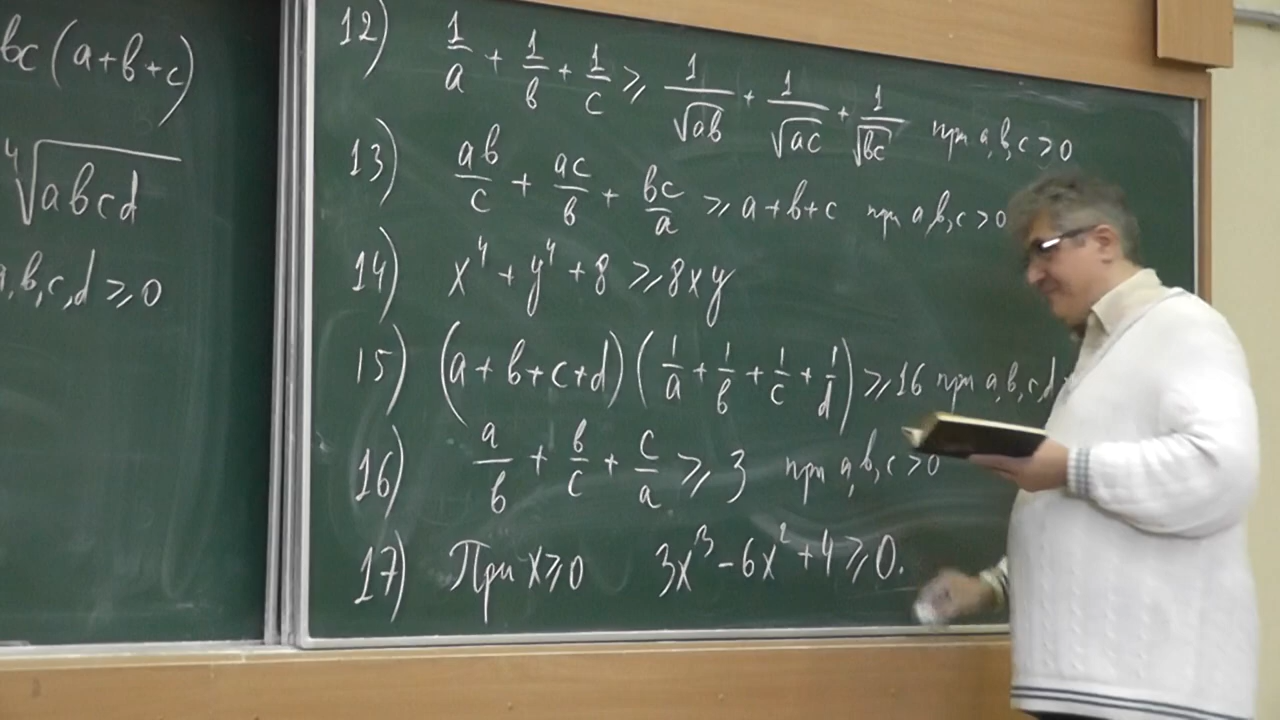 bc(a+b+c)
∜abcd
a,b,c,d ≥ 0
12) 1/a + 1/b + 1/c ≥ 1/√ab + 1/√ac + 1/√bc при a,b,c > 0
13) ab/c + ac/b + bc/a ≥ a+b+c при a,b,c > 0
14) x⁴ + y⁴ + 8 ≥ 8xy
15) (a+b+c+d)(1/a + 1/b + 1/c + 1/d) ≥ 16 при a,b,c,d
16) a/b + b/c + c/a ≥ 3 при a,b,c > 0
17) При x ≥ 0 3x³ - 6x² + 4 ≥ 0.